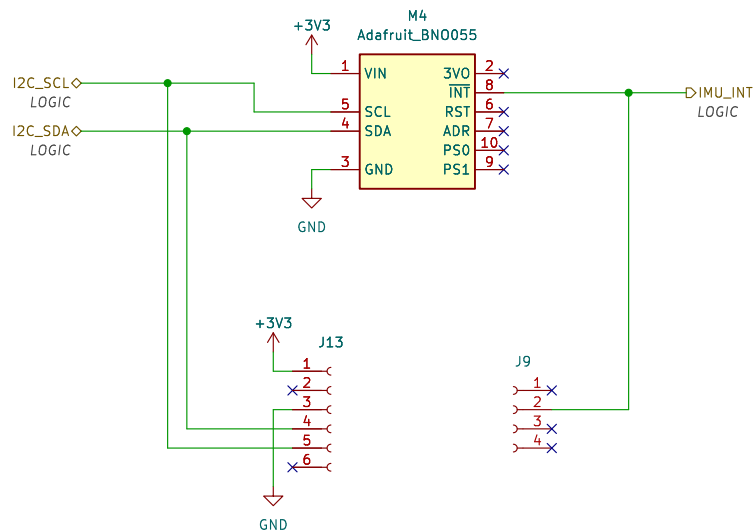 M4
Adafruit_BNO055
+3V3
1 VIN 3VO 2
I2C_SCL
LOGIC
INT 8
IMU_INT
LOGIC
5 SCL RST 6
I2C_SDA
LOGIC
4 SDA ADR 7
PS0 10
3 GND PS1 9
GND
+3V3
J13
1
2
3
4
5
6
J9
1
2
3
4
GND